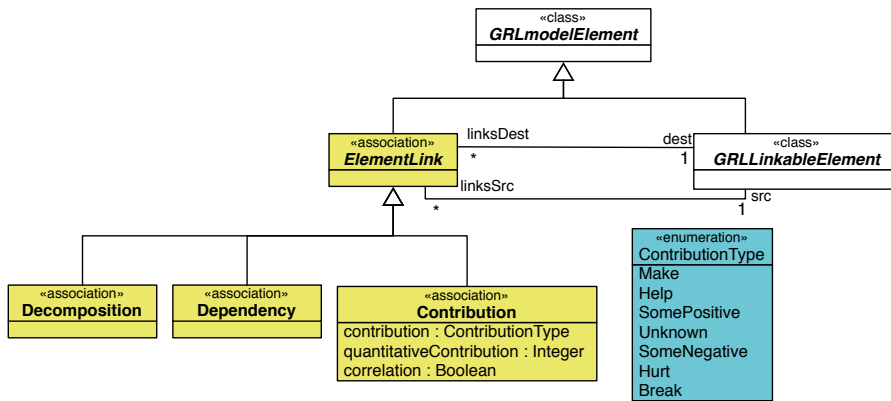 «class»
GRLmodelElement
«association»
ElementLink
linksDest
*
dest
1
«class»
GRLLinkableElement
linksSrc
*
src
1
«association»
Decomposition
«association»
Dependency
«association»
Contribution
contribution : ContributionType
quantitativeContribution : Integer
correlation : Boolean
«enumeration»
ContributionType
Make
Help
SomePositive
Unknown
SomeNegative
Hurt
Break